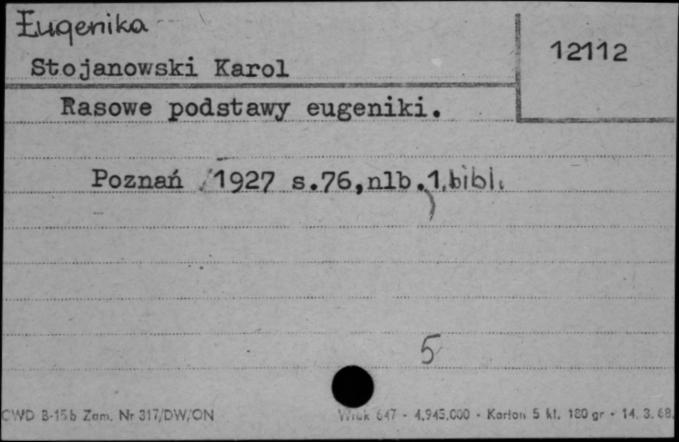 Eugenika
12112
Stojanowski Karol
Rasowe podstawy eugeniki.
Poznań /1927 s.76,nlb.1,bibl.
5
CWD B-15b Zam. Nr 317/DW/ON 647 - 4.945.000 - Karton 5 kl. 180 gr - 14. 3. 68.